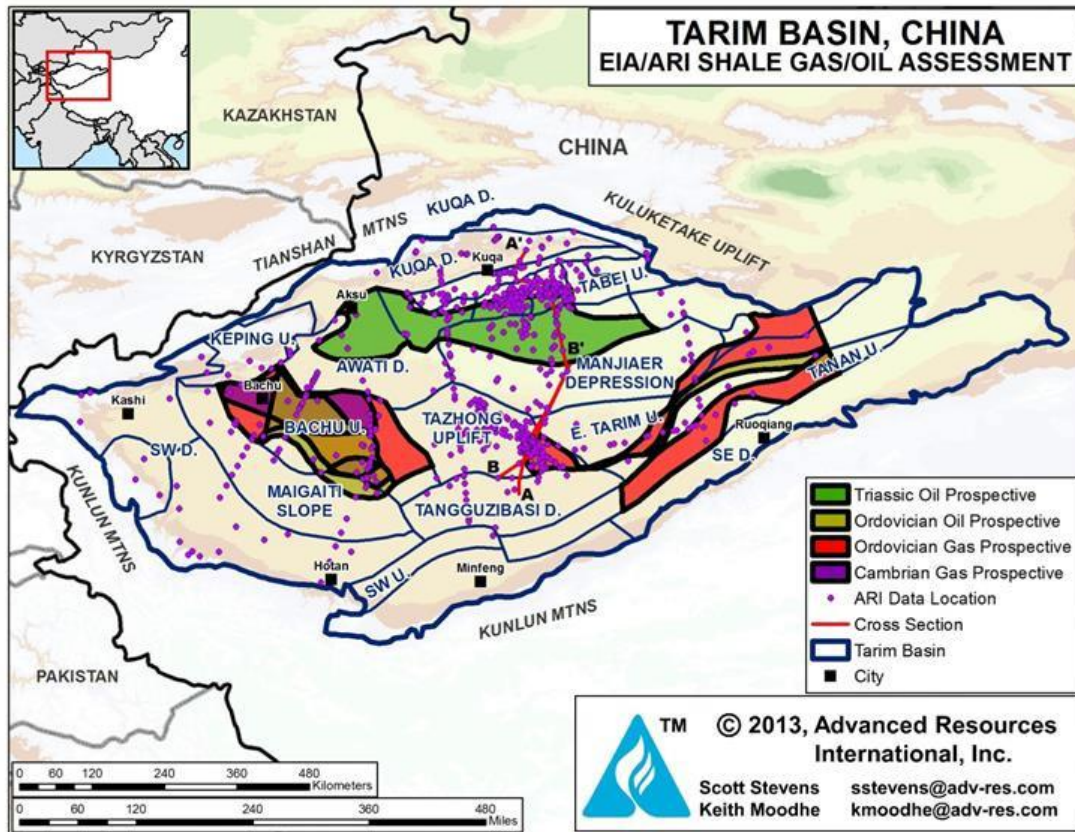 TARIM BASIN, CHINA
EIA/ARI SHALE GAS/OIL ASSESSMENT
KAZAKHSTAN
CHINA
KYRGYZSTAN
TIANSHAN MTNS
KUQA D.
KULUKETAKE UPLIFT
A'
Kuqa
KUQA D.
TABEI U.
Aksu
KEPING U.
AWATI D.
B'
MANJIAER
DEPRESSION
TANAN U.
Bachu
Kashi
BACHU U.
TAZHONG
UPLIFT
E. TARIM U.
Ruoqiang
SW D.
SE D.
B
A
MAIGAITI
SLOPE
TANGGUZIBASI D.
KUNLUN MTNS
Hotan
SW U.
Minfeng
KUNLUN MTNS
PAKISTAN
Triassic Oil Prospective
Ordovician Oil Prospective
Ordovician Gas Prospective
Cambrian Gas Prospective
ARI Data Location
Cross Section
Tarim Basin
City
0 60 120 240 360 480
Kilometers
0 60 120 240 360 480
Miles
TM
© 2013, Advanced Resources
International, Inc.
Scott Stevens sstevens@adv-res.com
Keith Moodhe kmoodhe@adv-res.com